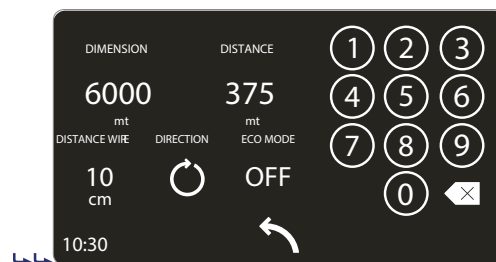 DIMENSION DISTANCE
6000 375
mt mt
DISTANCE WIRE DIRECTION ECO MODE
10 OFF
cm
10:30
1 2 3
4 5 6
7 8 9
0